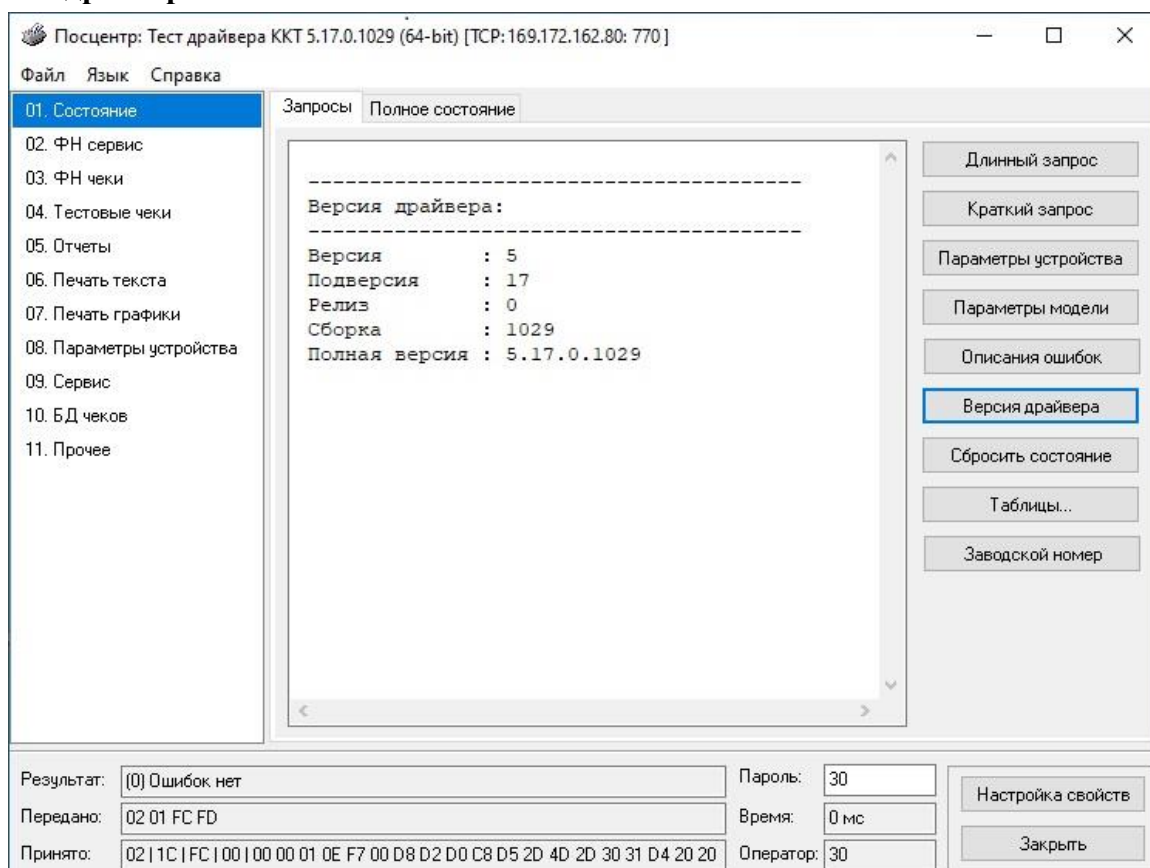 Посцентр: Тест драйвера ККТ 5.17.0.1029 (64-bit) [TCP: 169.172.162.80: 770]
Файл Язык Справка
01. Состояние
02. ФН сервис
03. ФН чеки
04. Тестовые чеки
05. Отчеты
06. Печать текста
07. Печать графики
08. Параметры устройства
09. Сервис
10. БД чеков
11. Прочее
Запросы Полное состояние
----------------------------------------
Версия драйвера:
----------------------------------------
Версия : 5
Подверсия : 17
Релиз : 0
Сборка : 1029
Полная версия : 5.17.0.1029
Длинный запрос
Краткий запрос
Параметры устройства
Параметры модели
Описания ошибок
Версия драйвера
Сбросить состояние
Таблицы...
Заводской номер
Результат: (0) Ошибок нет
Передано: 02 01 FC FD
Принято: 02 | 1C | FC | 00 | 00 00 01 0E F7 00 D8 D2 D0 C8 D5 2D 4D 2D 30 31 D4 20 20
Пароль: 30
Время: 0 мс
Оператор: 30
Настройка свойств
Закрыть